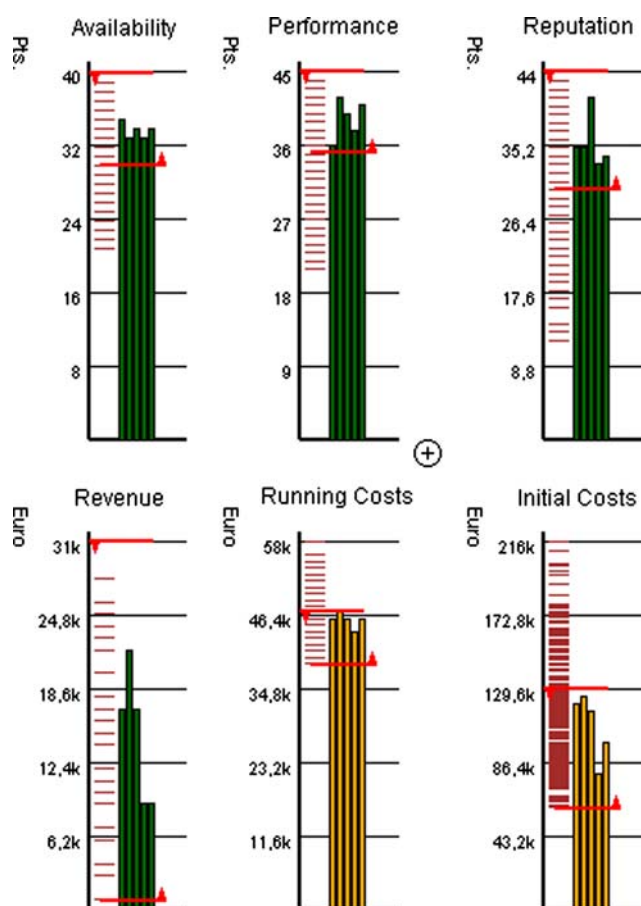 Availability
Pts.
40
32
24
16
8
Performance
Pts.
45
36
27
18
9
Reputation
Pts.
44
35,2
26,4
17,6
8,8
Revenue
Euro
31k
24,8k
18,6k
12,4k
6,2k
Running Costs
Euro
58k
46,4k
34,8k
23,2k
11,6k
Initial Costs
Euro
216k
172,8k
129,6k
86,4k
43,2k